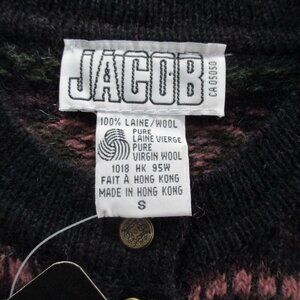 JACOB
CA 05050
100% LAINE/WOOL
PURE
LAINE VIERGE
PURE
VIRGIN WOOL
1018 HK 95W
FAIT À HONG KONG
MADE IN HONG KONG
S